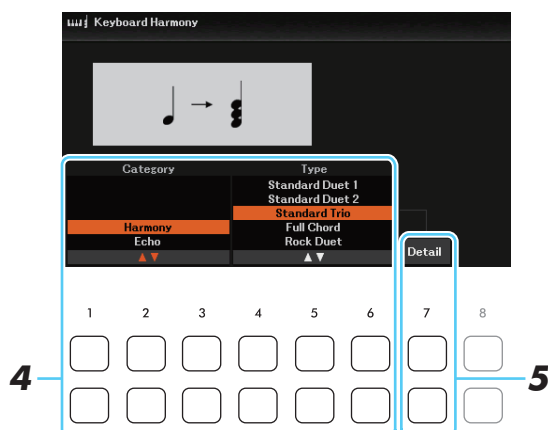 Keyboard Harmony
Category Type
Standard Duet 1
Standard Duet 2
Standard Trio
Harmony Full Chord
Echo Rock Duet
▲▼ ▲▼
Detail
1 2 3 4 5 6 7 8
4 5